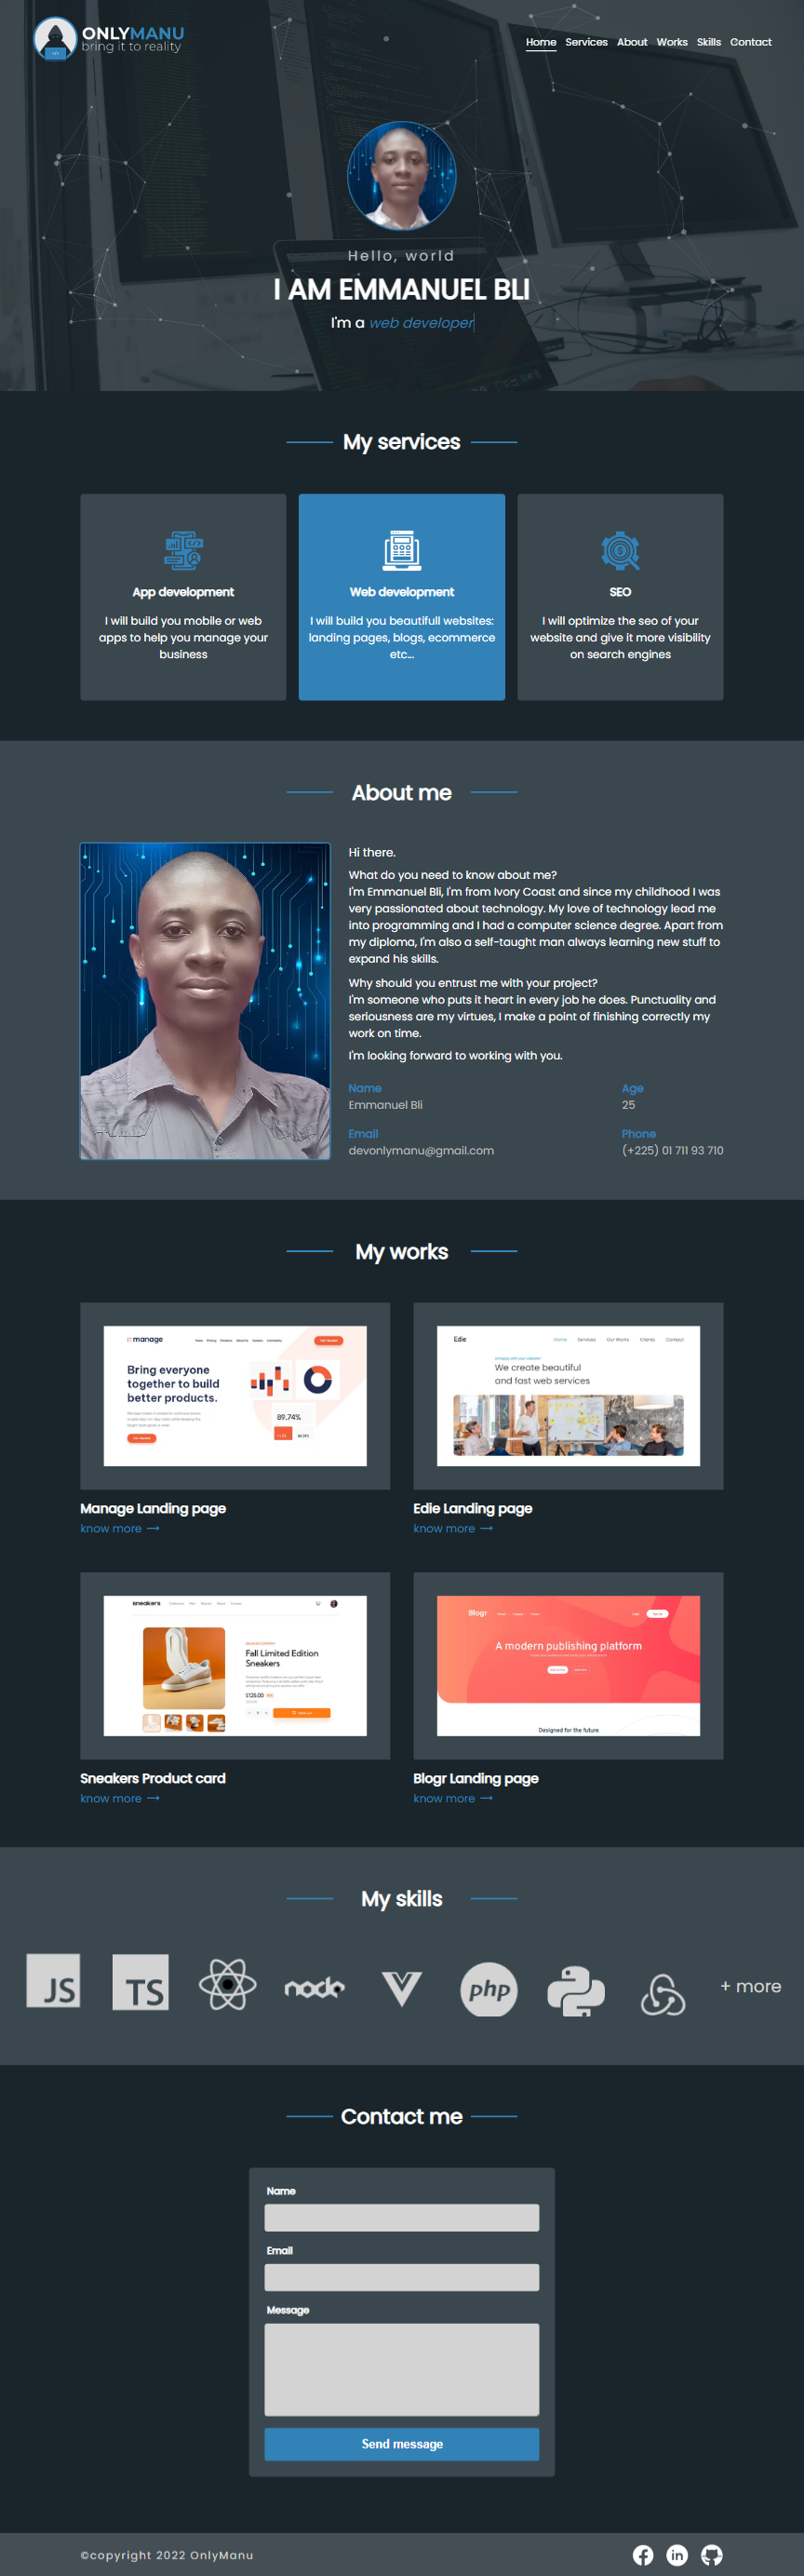 ONLYMANU
bring it to reality
Home Services About Works Skills Contact
Hello, world
I AM EMMANUEL BLI
I'm a web developer
My services
App development
I will build you mobile or web
apps to help you manage your
business
Web development
I will build you beautifull websites:
landing pages, blogs, ecommerce
etc...
SEO
I will optimize the seo of your
website and give it more visibility
on search engines
About me
Hi there.
What do you need to know about me?
I'm Emmanuel Bli, I'm from Ivory Coast and since my childhood I was
very passionated about technology. My love of technology lead me
into programming and I had a computer science degree. Apart from
my diploma, I'm also a self-taught man always learning new stuff to
expand his skills.
Why should you entrust me with your project?
I'm someone who puts it heart in every job he does. Punctuality and
seriousness are my virtues, I make a point of finishing correctly my
work on time.
I'm looking forward to working with you.
Name
Emmanuel Bli
Age
25
Email
devonlymanu@gmail.com
Phone
(+225) 01 711 93 710
My works
manage
Bring everyone
together to build
better products.
89.74%
Manage Landing page
know more →
Edie
Home Services Our Works Clients Contact
We create beautiful
and fast web services
Edie Landing page
know more →
sneakers
Fall Limited Edition
Sneakers
$125.00
Sneakers Product card
know more →
Blogr
A modern publishing platform
Designed for the future
Blogr Landing page
know more →
My skills
JS
TS
node
php
+ more
Contact me
Name
Email
Message
Send message
©copyright 2022 OnlyManu